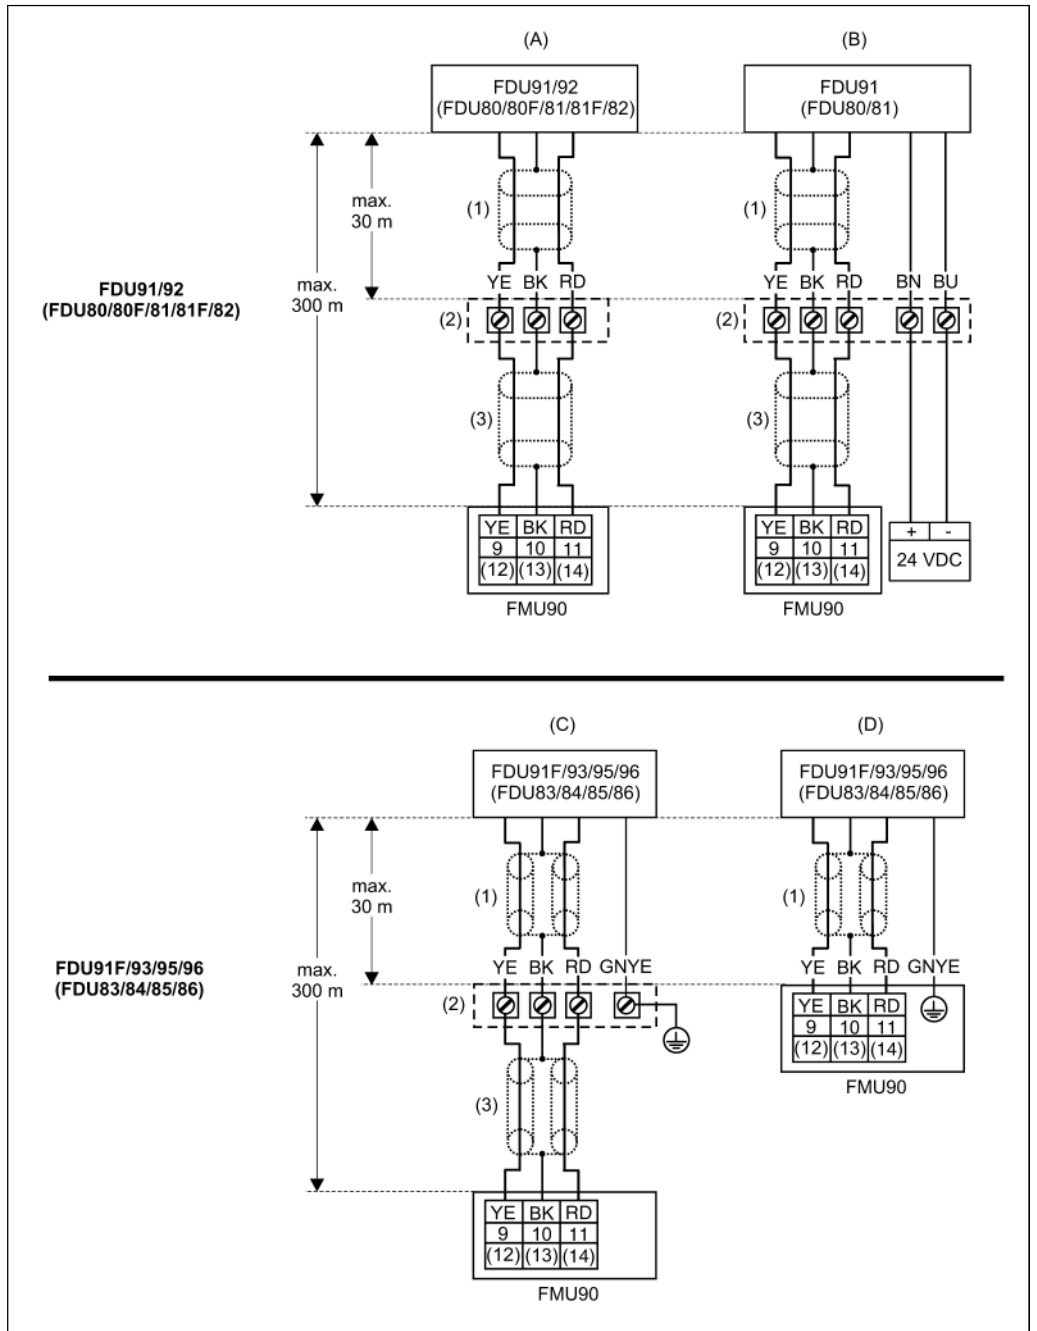 (A)
(B)
FDU91/92
(FDU80/80F/81/81F/82)
FDU91
(FDU80/81)
max.
30 m
(1)
(1)
YE BK RD
YE BK RD BN BU
FDU91/92
(FDU80/80F/81/81F/82)
max.
300 m
(2)
(2)
(3)
(3)
YE BK RD
9 10 11
(12) (13) (14)
FMU90
YE BK RD
9 10 11
(12) (13) (14)
FMU90
+ -
24 VDC
(C)
(D)
FDU91F/93/95/96
(FDU83/84/85/86)
FDU91F/93/95/96
(FDU83/84/85/86)
max.
30 m
(1)
(1)
YE BK RD GNYE
YE BK RD GNYE
FDU91F/93/95/96
(FDU83/84/85/86)
max.
300 m
(2)
YE BK RD
9 10 11
(12) (13) (14)
FMU90
(3)
YE BK RD
9 10 11
(12) (13) (14)
FMU90